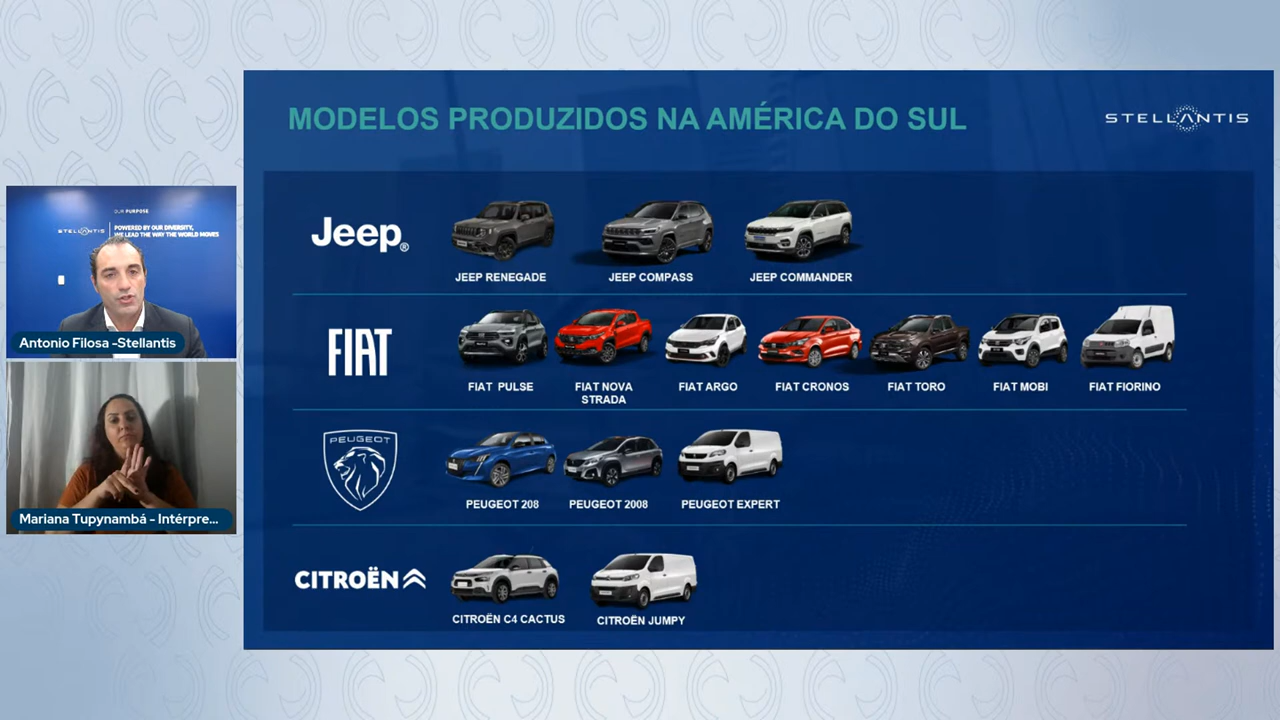 MODELOS PRODUZIDOS NA AMÉRICA DO SUL
STELLANTIS
OUR PURPOSE
STELLANTIS
POWERED BY OUR DIVERSITY,
WE LEAD THE WAY THE WORLD MOVES
Antonio Filosa -Stellantis
Mariana Tupynambá - Intérpre...
Jeep®
JEEP RENEGADE
JEEP COMPASS
JEEP COMMANDER
FIAT
FIAT PULSE
FIAT NOVA
STRADA
FIAT ARGO
FIAT CRONOS
FIAT TORO
FIAT MOBI
FIAT FIORINO
PEUGEOT
PEUGEOT 208
PEUGEOT 2008
PEUGEOT EXPERT
CITROËN
CITROËN C4 CACTUS
CITROËN JUMPY